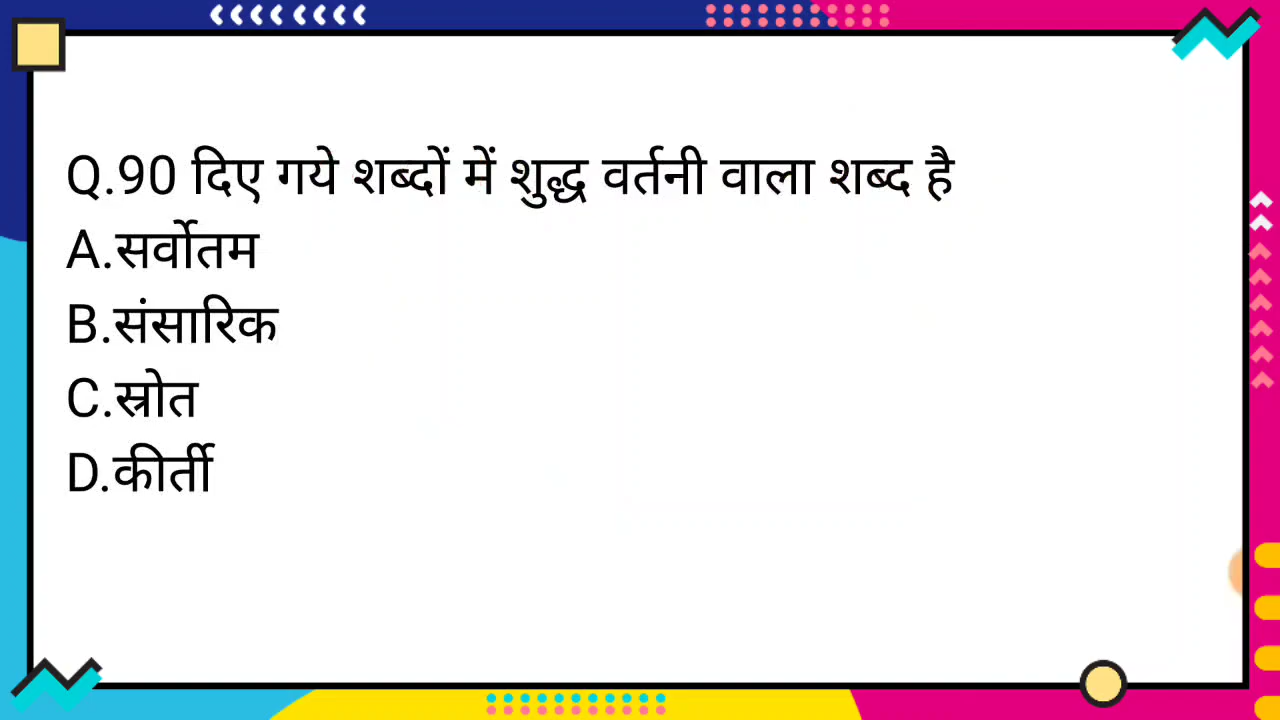 Q.90 दिए गये शब्दों में शुद्ध वर्तनी वाला शब्द है
A.सर्वोतम
B.संसारिक
C.स्रोत
D.कीर्ती